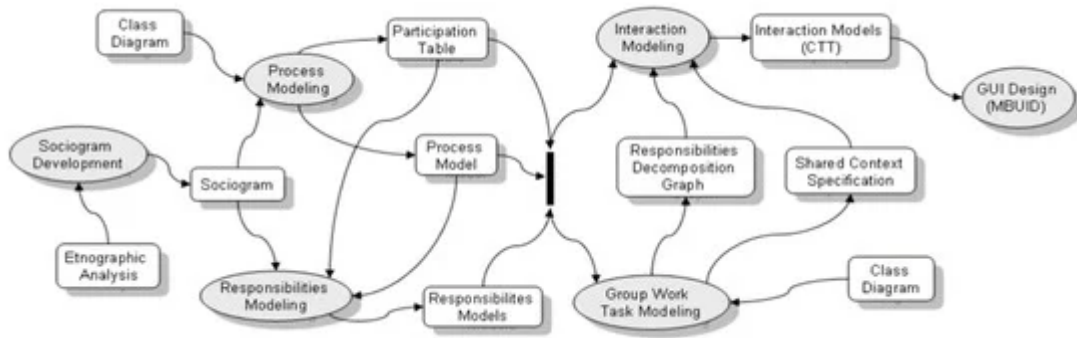 Class
Diagram
Participation
Table
Interaction
Modeling
Interaction Models
(CTT)
Process
Modeling
GUI Design
(MBUID)
Sociogram
Development
Sociogram
Process
Model
Responsibilities
Decomposition
Graph
Shared Context
Specification
Etnographic
Analysis
Responsibilities
Modeling
Responsibilites
Models
Group Work
Task Modeling
Class
Diagram